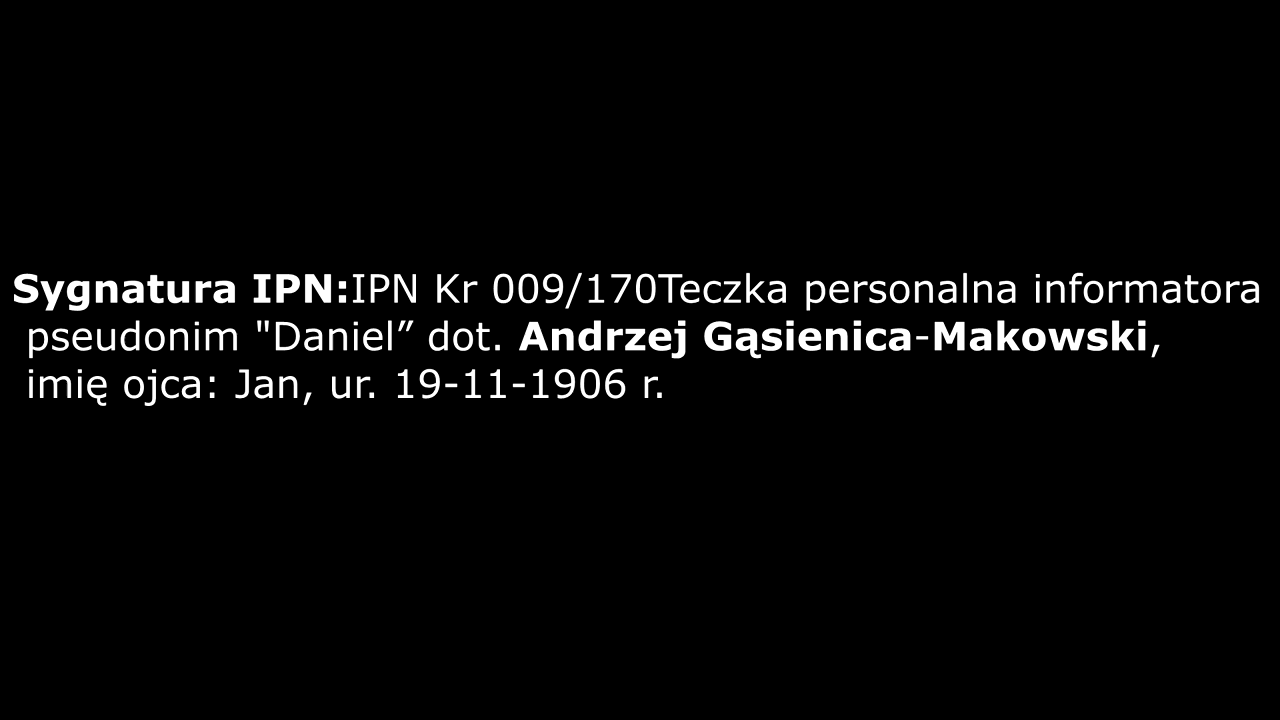 Sygnatura IPN:IPN Kr 009/170Teczka personalna informatora
pseudonim "Daniel” dot. Andrzej Gąsienica-Makowski,
imię ojca: Jan, ur. 19-11-1906 r.